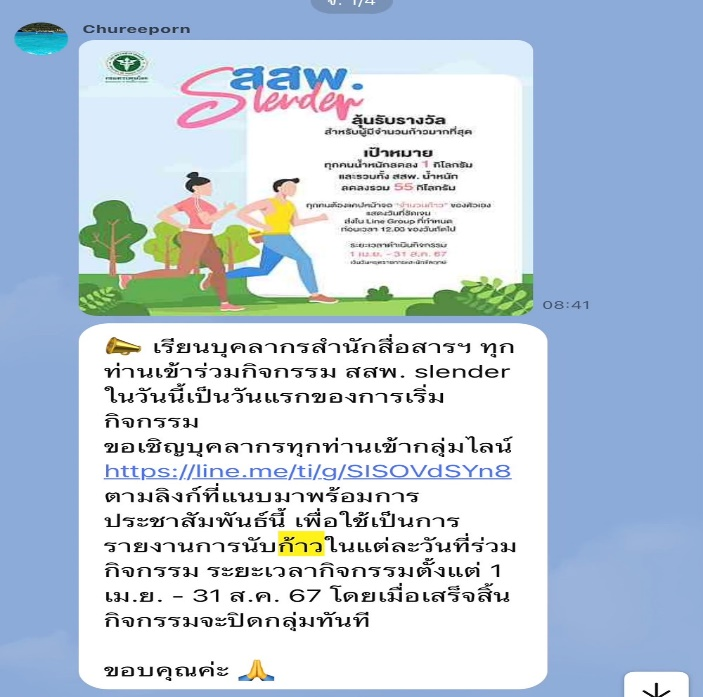 จ. 1/4
Chureeporn
สสพ.
Slender
ลุ้นรับรางวัล
สำหรับผู้มีจำนวนก้าวมากที่สุด
เป้าหมาย
ทุกคนน้ำหนักลดลง 1 กิโลกรัม
และรวมทั้ง สสพ. น้ำหนัก
ลดลงรวม 55 กิโลกรัม
ทุกคนต้องแคปหน้าจอ "จำนวนก้าว" ของตัวเอง
แสดงวันที่ชัดเจน
ส่งใน Line Group ที่กำหนด
ก่อนเวลา 12.00 ของวันถัดไป
ระยะเวลาดำเนินกิจกรรม
1 เม.ย. - 31 ส.ค. 67
08:41
เรียนบุคลากรสำนักสื่อสารฯ ทุก
ท่านเข้าร่วมกิจกรรม สสพ. slender
ในวันนี้เป็นวันแรกของการเริ่ม
กิจกรรม
ขอเชิญบุคลากรทุกท่านเข้ากลุ่มไลน์
https://line.me/ti/g/SISOVdSYn8
ตามลิงก์ที่แนบมาพร้อมการ
ประชาสัมพันธ์นี้ เพื่อใช้เป็นการ
รายงานการนับก้าวในแต่ละวันที่ร่วม
กิจกรรม ระยะเวลากิจกรรมตั้งแต่ 1
เม.ย. - 31 ส.ค. 67 โดยเมื่อเสร็จสิ้น
กิจกรรมจะปิดกลุ่มทันที
ขอบคุณค่ะ 🙏